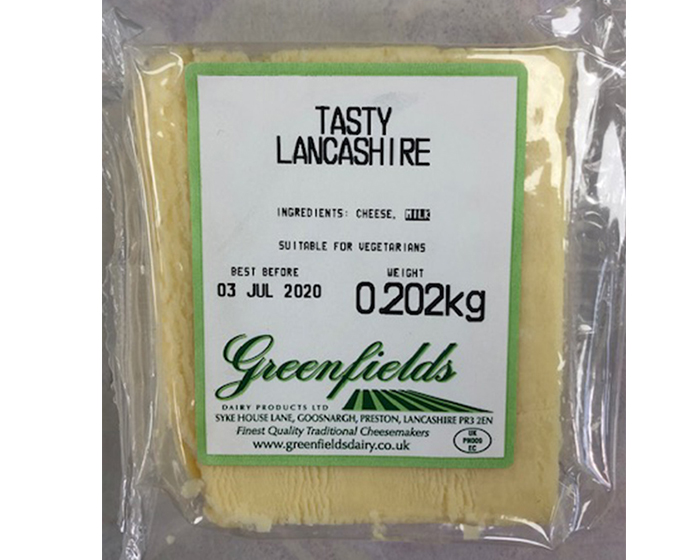 TASTY
LANCASHIRE
INGREDIENTS: CHEESE, MILK
SUITABLE FOR VEGETARIANS
BEST BEFORE
03 JUL 2020
WEIGHT
0.202kg
Greenfields
DAIRY PRODUCTS LTD
SYKE HOUSE LANE, GOOSNARGH, PRESTON, LANCASHIRE PR3 2EN
Finest Quality Traditional Cheesemakers
www.greenfieldsdairy.co.uk
UK
PN009
EC